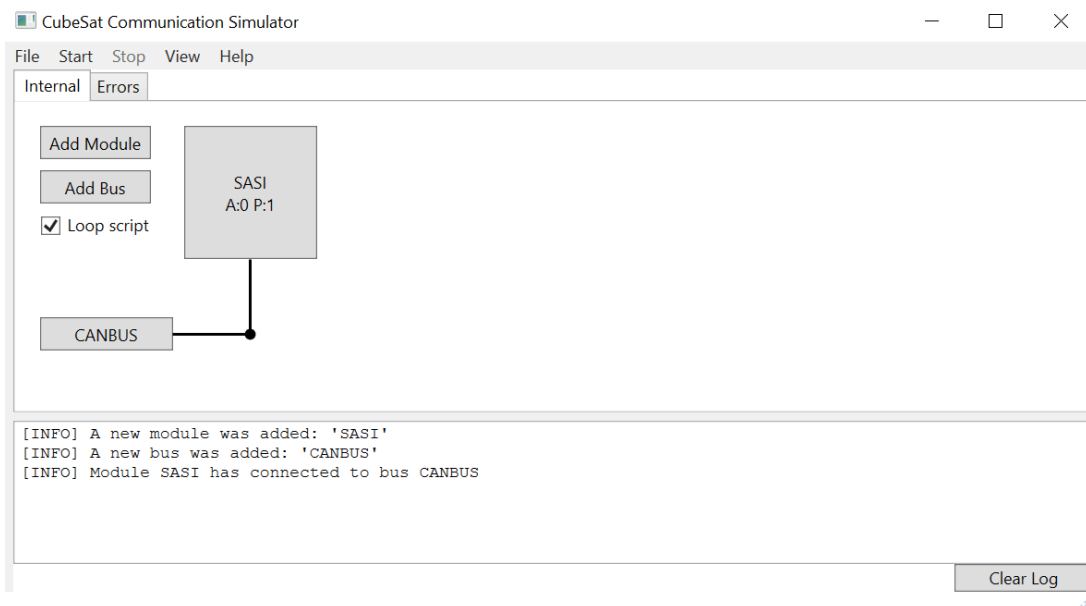 CubeSat Communication Simulator
File Start Stop View Help
Internal Errors
Add Module
Add Bus
Loop script
SASI
A:0 P:1
CANBUS
[INFO] A new module was added: 'SASI'
[INFO] A new bus was added: 'CANBUS'
[INFO] Module SASI has connected to bus CANBUS
Clear Log